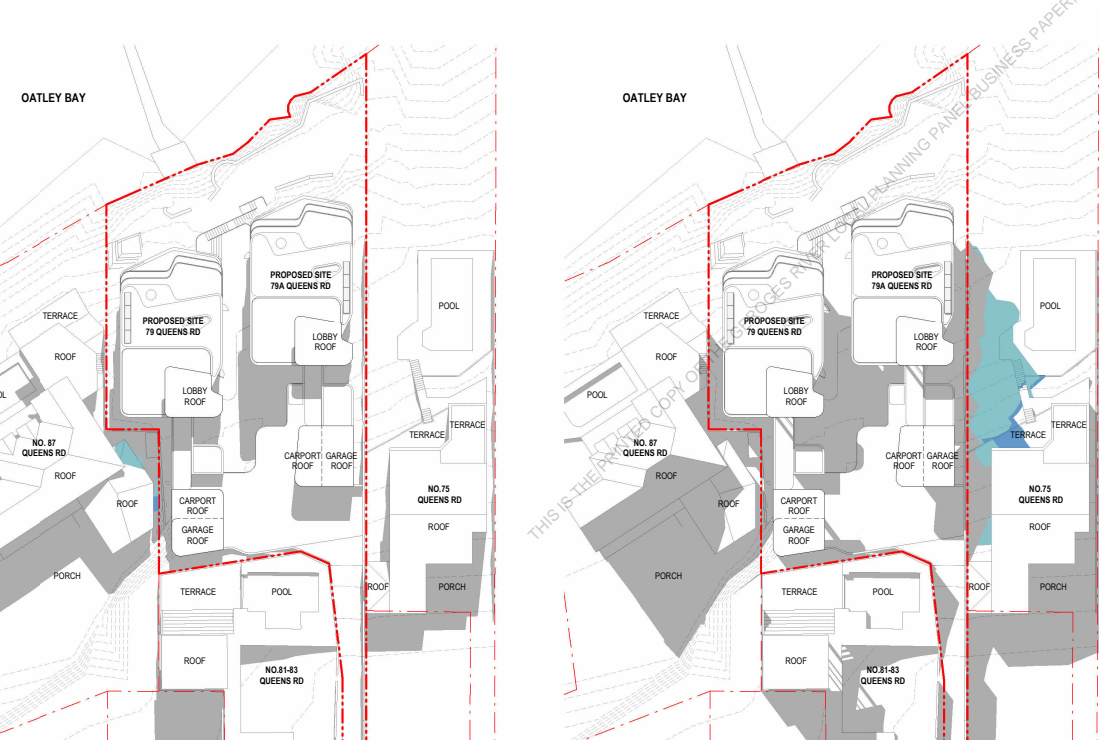 OATLEY BAY
PROPOSED SITE
79A QUEENS RD
PROPOSED SITE
79 QUEENS RD
POOL
TERRACE
LOBBY
ROOF
ROOF
LOBBY
ROOF
TERRACE
TERRACE
NO. 87
QUEENS RD
CARPORT
ROOF
GARAGE
ROOF
ROOF
NO.75
QUEENS RD
ROOF
CARPORT
ROOF
ROOF
GARAGE
ROOF
PORCH
TERRACE
POOL
ROOF
PORCH
ROOF
NO.81-83
QUEENS RD
OATLEY BAY
PROPOSED SITE
79A QUEENS RD
PROPOSED SITE
79 QUEENS RD
POOL
TERRACE
LOBBY
ROOF
ROOF
POOL
LOBBY
ROOF
TERRACE
TERRACE
NO. 87
QUEENS RD
CARPORT
ROOF
GARAGE
ROOF
ROOF
NO.75
QUEENS RD
ROOF
CARPORT
ROOF
ROOF
GARAGE
ROOF
PORCH
TERRACE
POOL
ROOF
PORCH
ROOF
NO.81-83
QUEENS RD
THIS IS THE PRINTED COPY OF THE GEORGES RIVER LOCAL PLANNING PANEL BUSINESS PAPER